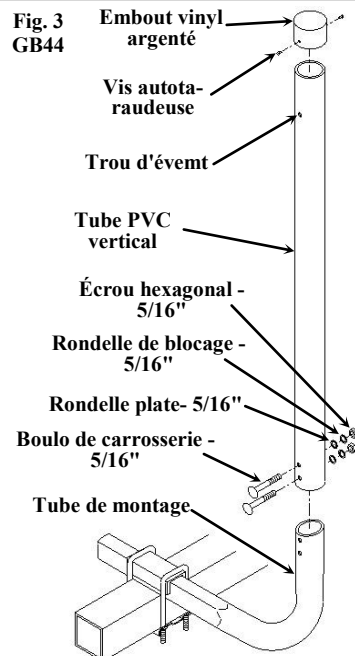 Fig. 3
GB44
Embout vinyl
argenté
Vis autota-
raudeuse
Trou d'évemt
Tube PVC
vertical
Écrou hexagonal -
5/16"
Rondelle de blocage -
5/16"
Rondelle plate- 5/16"
Boulo de carrosserie -
5/16"
Tube de montage